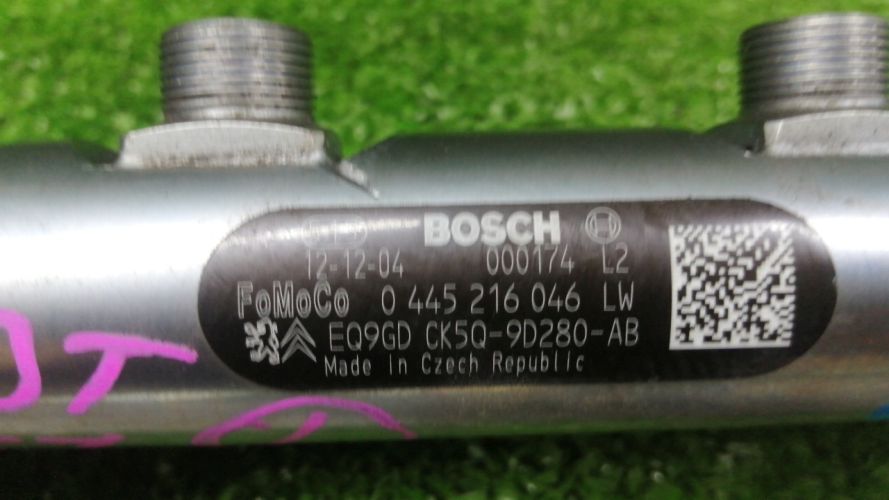 BOSCH
12-12-04 000174 L2
FoMoCo 0 445 216 046 LW
EQ9GD CK5Q-9D280-AB
Made in Czech Republic
OT